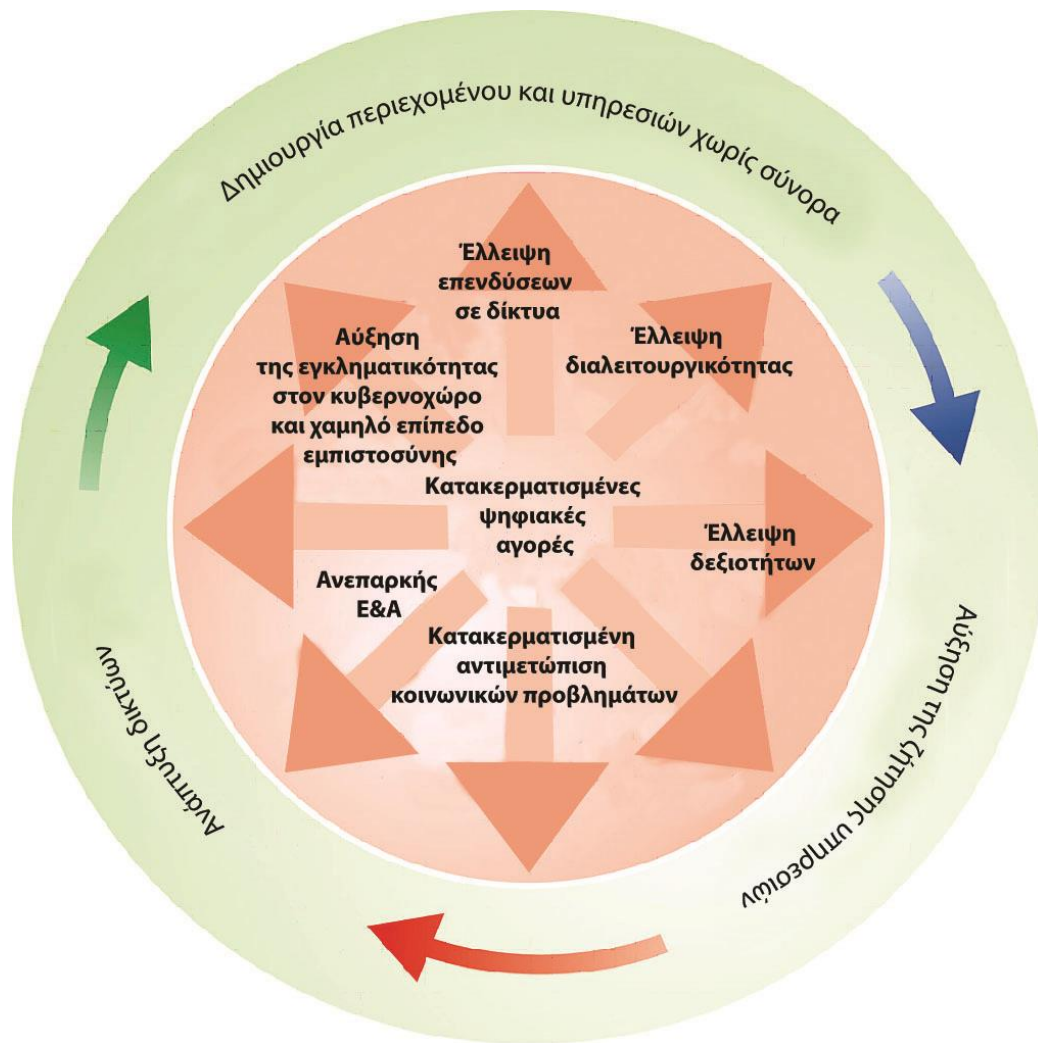 Δημιουργία περιεχομένου και υπηρεσιών χωρίς σύνορα
Έλλειψη
επενδύσεων
σε δίκτυα
Αύξηση
της εγκληματικότητας
στον κυβερνοχώρο
και χαμηλό επίπεδο
εμπιστοσύνης
Έλλειψη
διαλειτουργικότητας
Κατακερματισμένες
ψηφιακές
αγορές
Έλλειψη
δεξιοτήτων
Ανεπαρκής
Ε&Α
Κατακερματισμένη
αντιμετώπιση
κοινωνικών προβλημάτων
Αύξηση της ζήτησης υπηρεσιών
Ανάπτυξη δικτύων